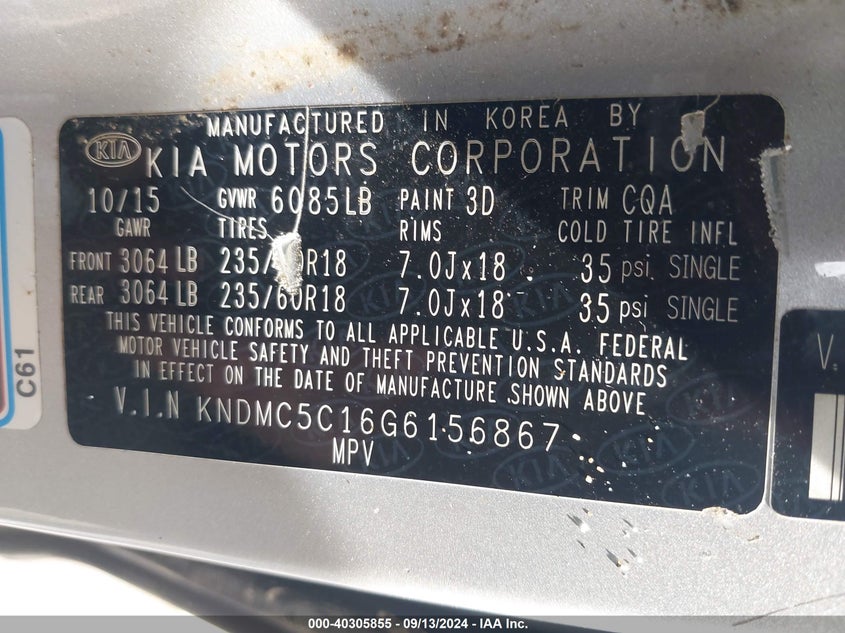 MANUFACTURED IN KOREA BY
KIA KIA MOTORS CORPORATION
10/15 GVWR 6085LB PAINT 3D TRIM CQA
GAWR TIRES RIMS COLD TIRE INFL
FRONT 3064 LB 235/ R18 7.0Jx18 35 psi SINGLE
REAR 3064 LB 235/60R18 7.0Jx18 35 psi SINGLE
THIS VEHICLE CONFORMS TO ALL APPLICABLE U.S.A. FEDERAL
MOTOR VEHICLE SAFETY AND THEFT PREVENTION STANDARDS
IN EFFECT ON THE DATE OF MANUFACTURE SHOWN ABOVE
V.I.N KNDMC5C16G6156867
MPV
C61
V.
000-40305855 - 09/13/2024 - IAA Inc.